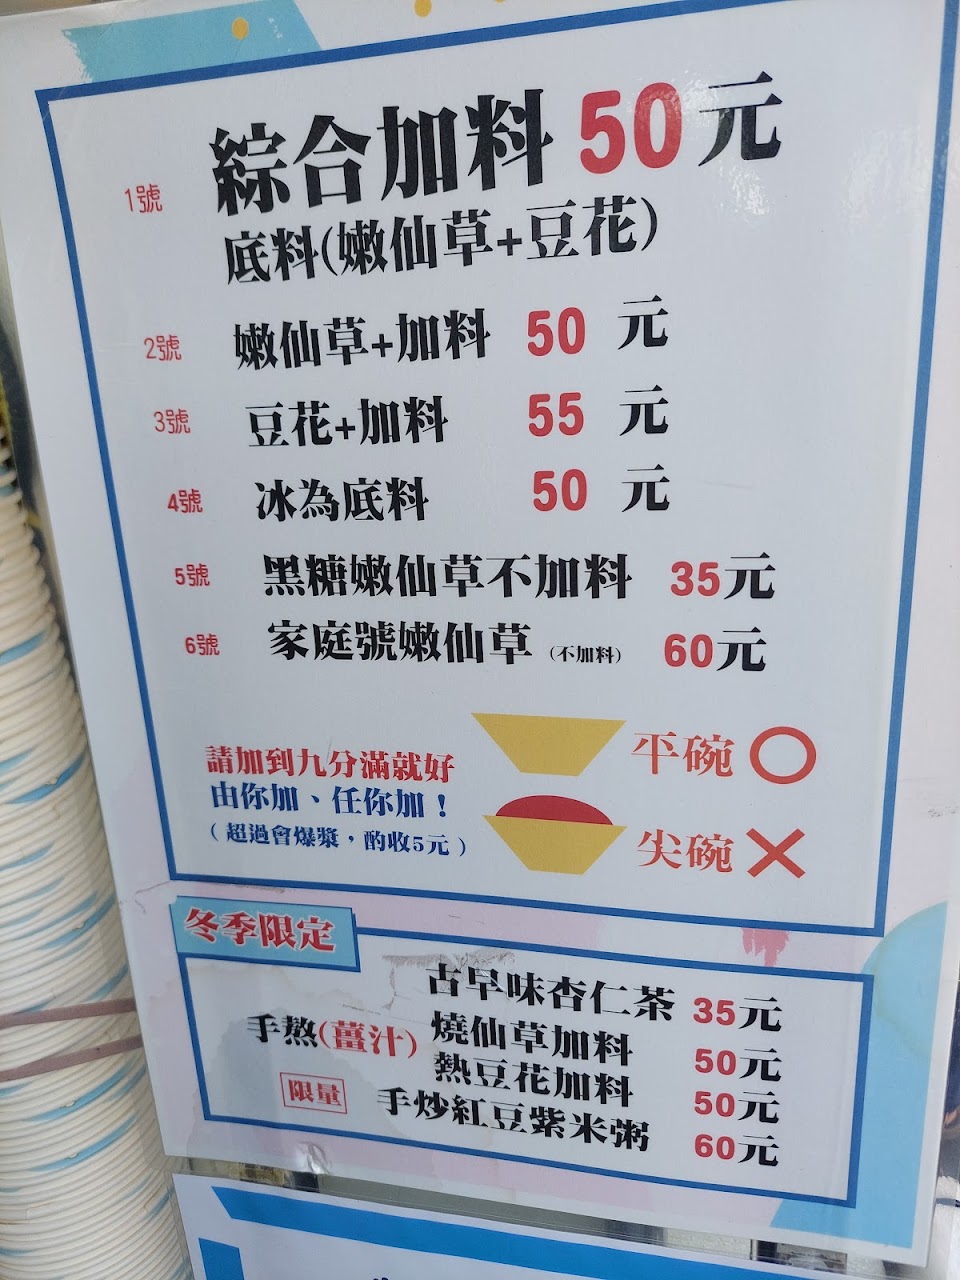 1號 綜合加料 50元
底料(嫩仙草+豆花)
2號 嫩仙草+加料 50 元
3號 豆花+加料 55 元
4號 冰為底料 50 元
5號 黑糖嫩仙草不加料 35元
6號 家庭號嫩仙草 (不加料) 60元
請加到九分滿就好
由你加、任你加！
(超過會爆漿，酌收5元)
平碗 ○
尖碗 ✕
冬季限定
古早味杏仁茶 35元
燒仙草加料 50元
手熬(薑汁) 熱豆花加料 50元
限量 手炒紅豆紫米粥 60元